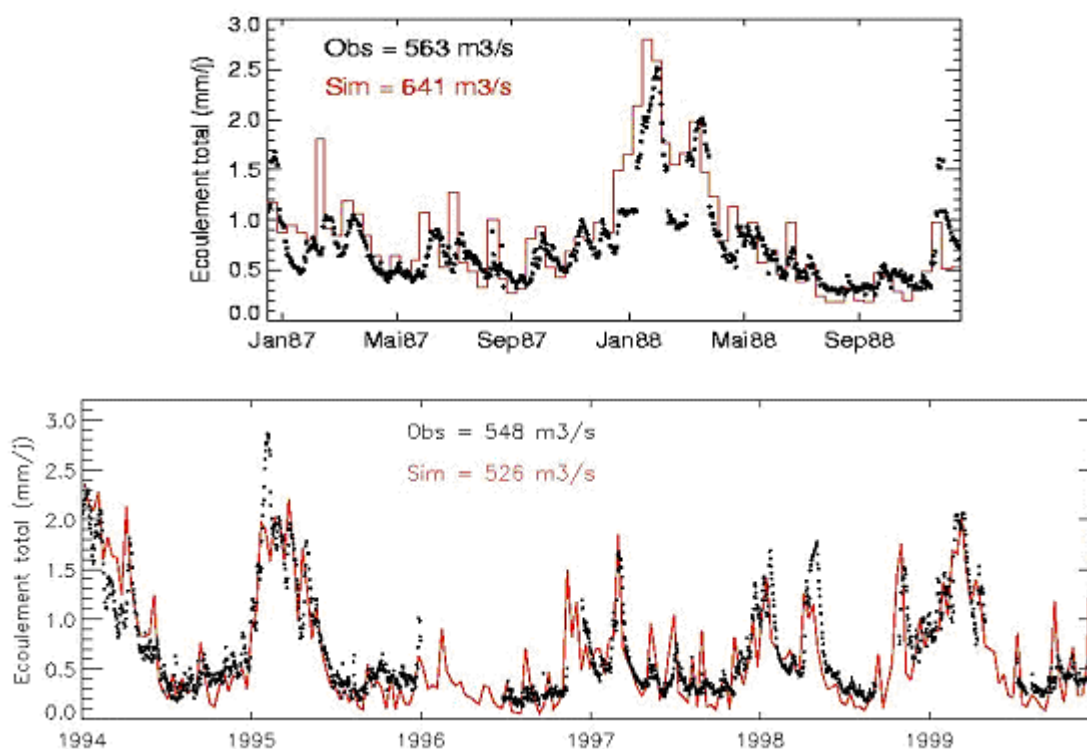 Ecoulement total (mm/j)
3.0
2.5
2.0
1.5
1.0
0.5
0.0
Obs = 563 m3/s
Sim = 641 m3/s
Jan87 Mai87 Sep87 Jan88 Mai88 Sep88
Ecoulement total (mm/j)
3.0
2.5
2.0
1.5
1.0
0.5
0.0
Obs = 548 m3/s
Sim = 526 m3/s
1994 1995 1996 1997 1998 1999